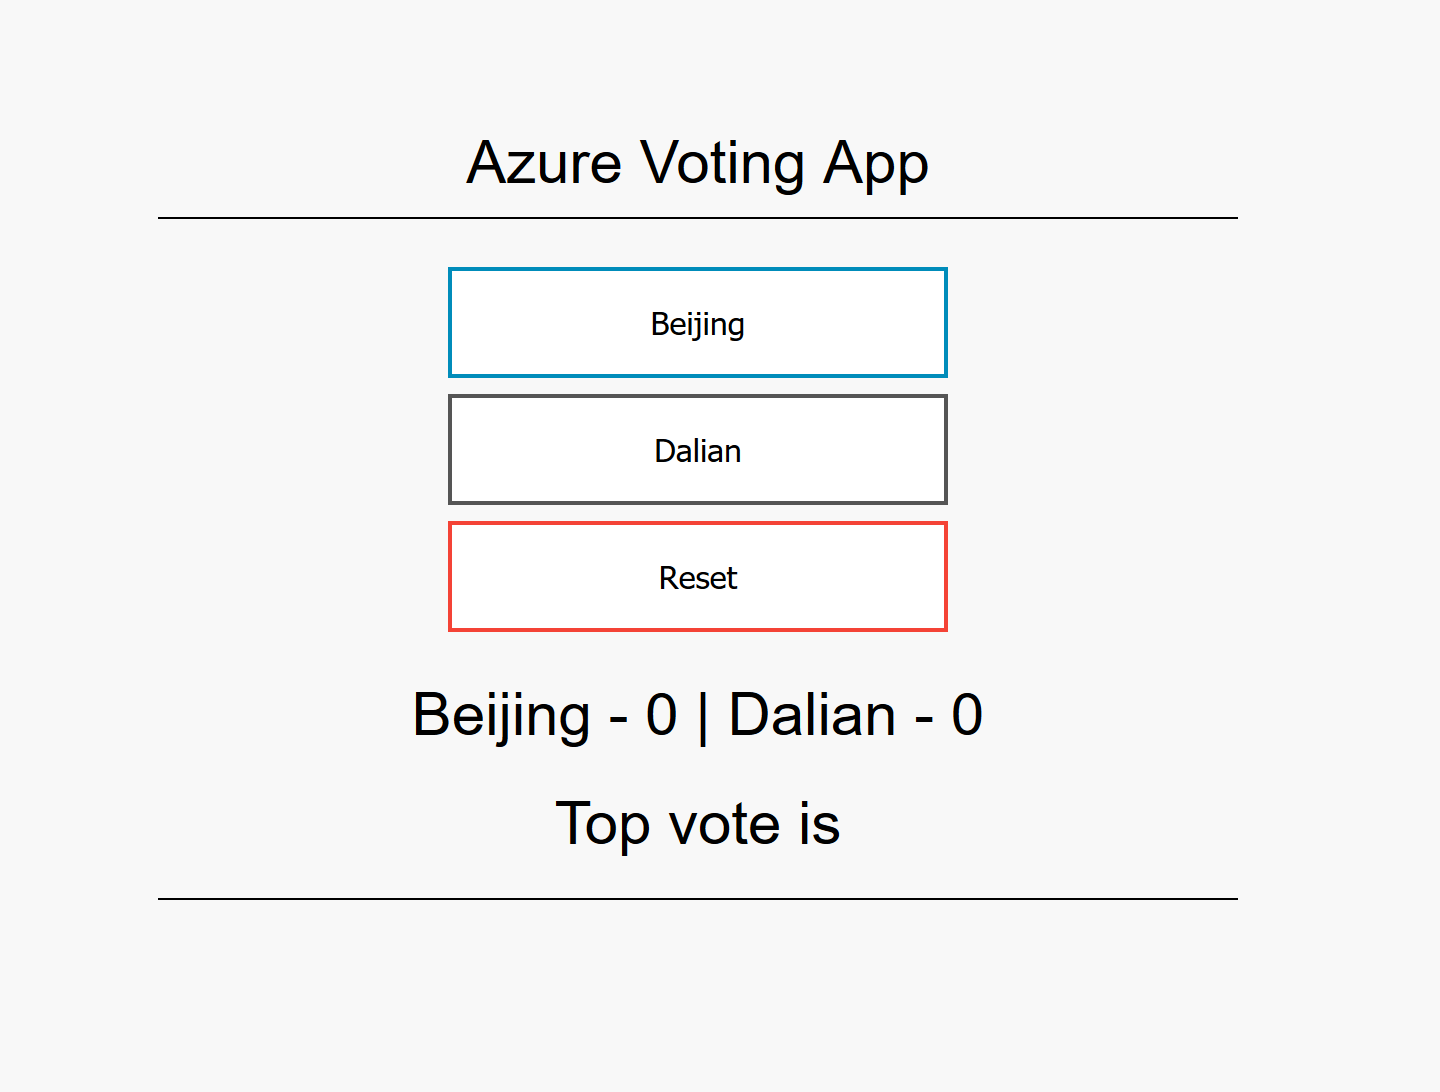 Azure Voting App
Beijing
Dalian
Reset
Beijing - 0 | Dalian - 0
Top vote is